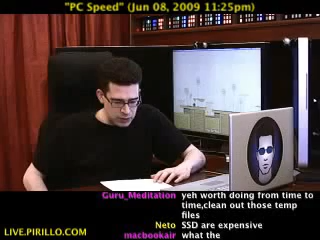 "PC Speed" (Jun 08, 2009 11:25pm)
Guru_Meditation yeh worth doing from time to
time,clean out those temp
files
Neto SSD are expensive
LIVE.PIRILLO.COM macbookair what the